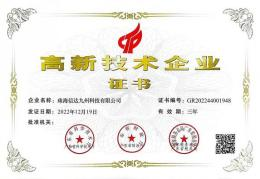 高新技术企业
证书
企业名称：珠海信达九州科技有限公司
证书编号：GR202244001948
发证时间：2022年12月19日
有效期：三年
批准机关：